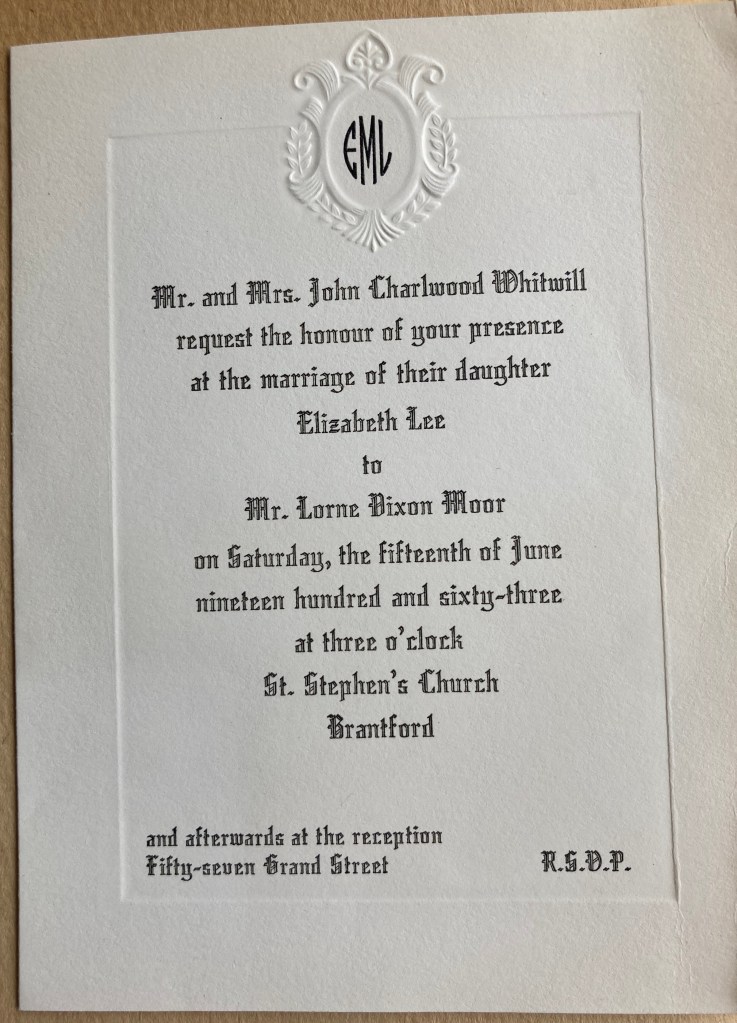 EML
Mr. and Mrs. John Charlwood Whitwill
request the honour of your presence
at the marriage of their daughter
Elizabeth Lee
to
Mr. Lorne Dixon Moor
on Saturday, the fifteenth of June
nineteen hundred and sixty-three
at three o'clock
St. Stephen's Church
Brantford
and afterwards at the reception
Fifty-seven Grand Street
R.S.V.P.